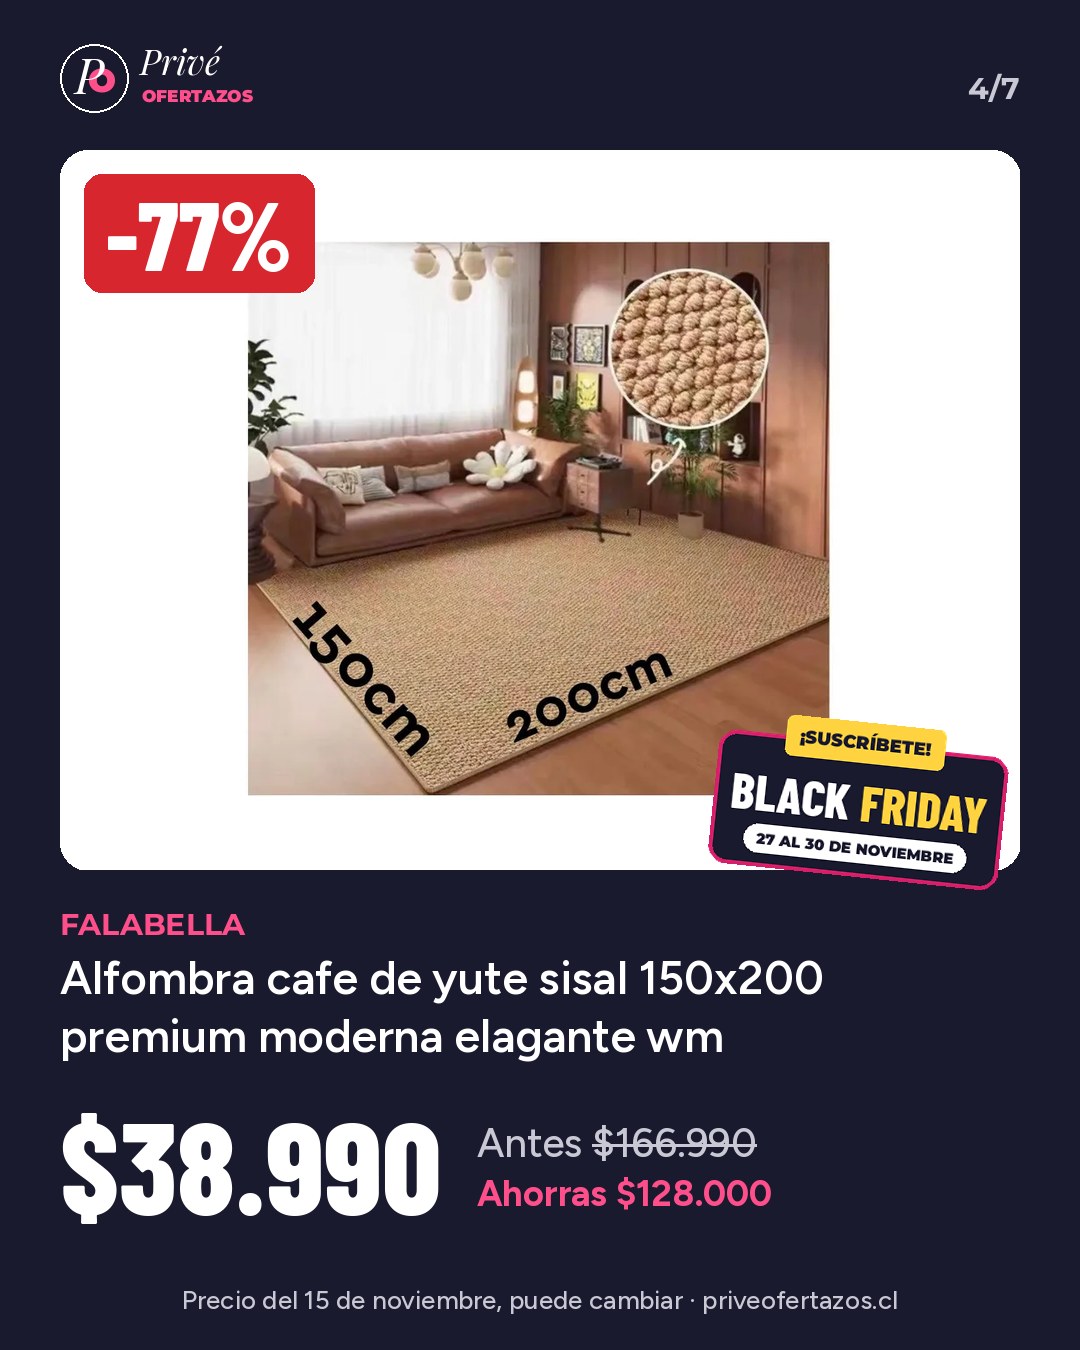 Privé
OFERTAZOS
4/7
-77%
150cm
200cm
¡SUSCRÍBETE!
BLACK FRIDAY
27 AL 30 DE NOVIEMBRE
FALABELLA
Alfombra cafe de yute sisal 150x200
premium moderna elagante wm
$38.990
Antes $166.990
Ahorras $128.000
Precio del 15 de noviembre, puede cambiar · priveofertazos.cl